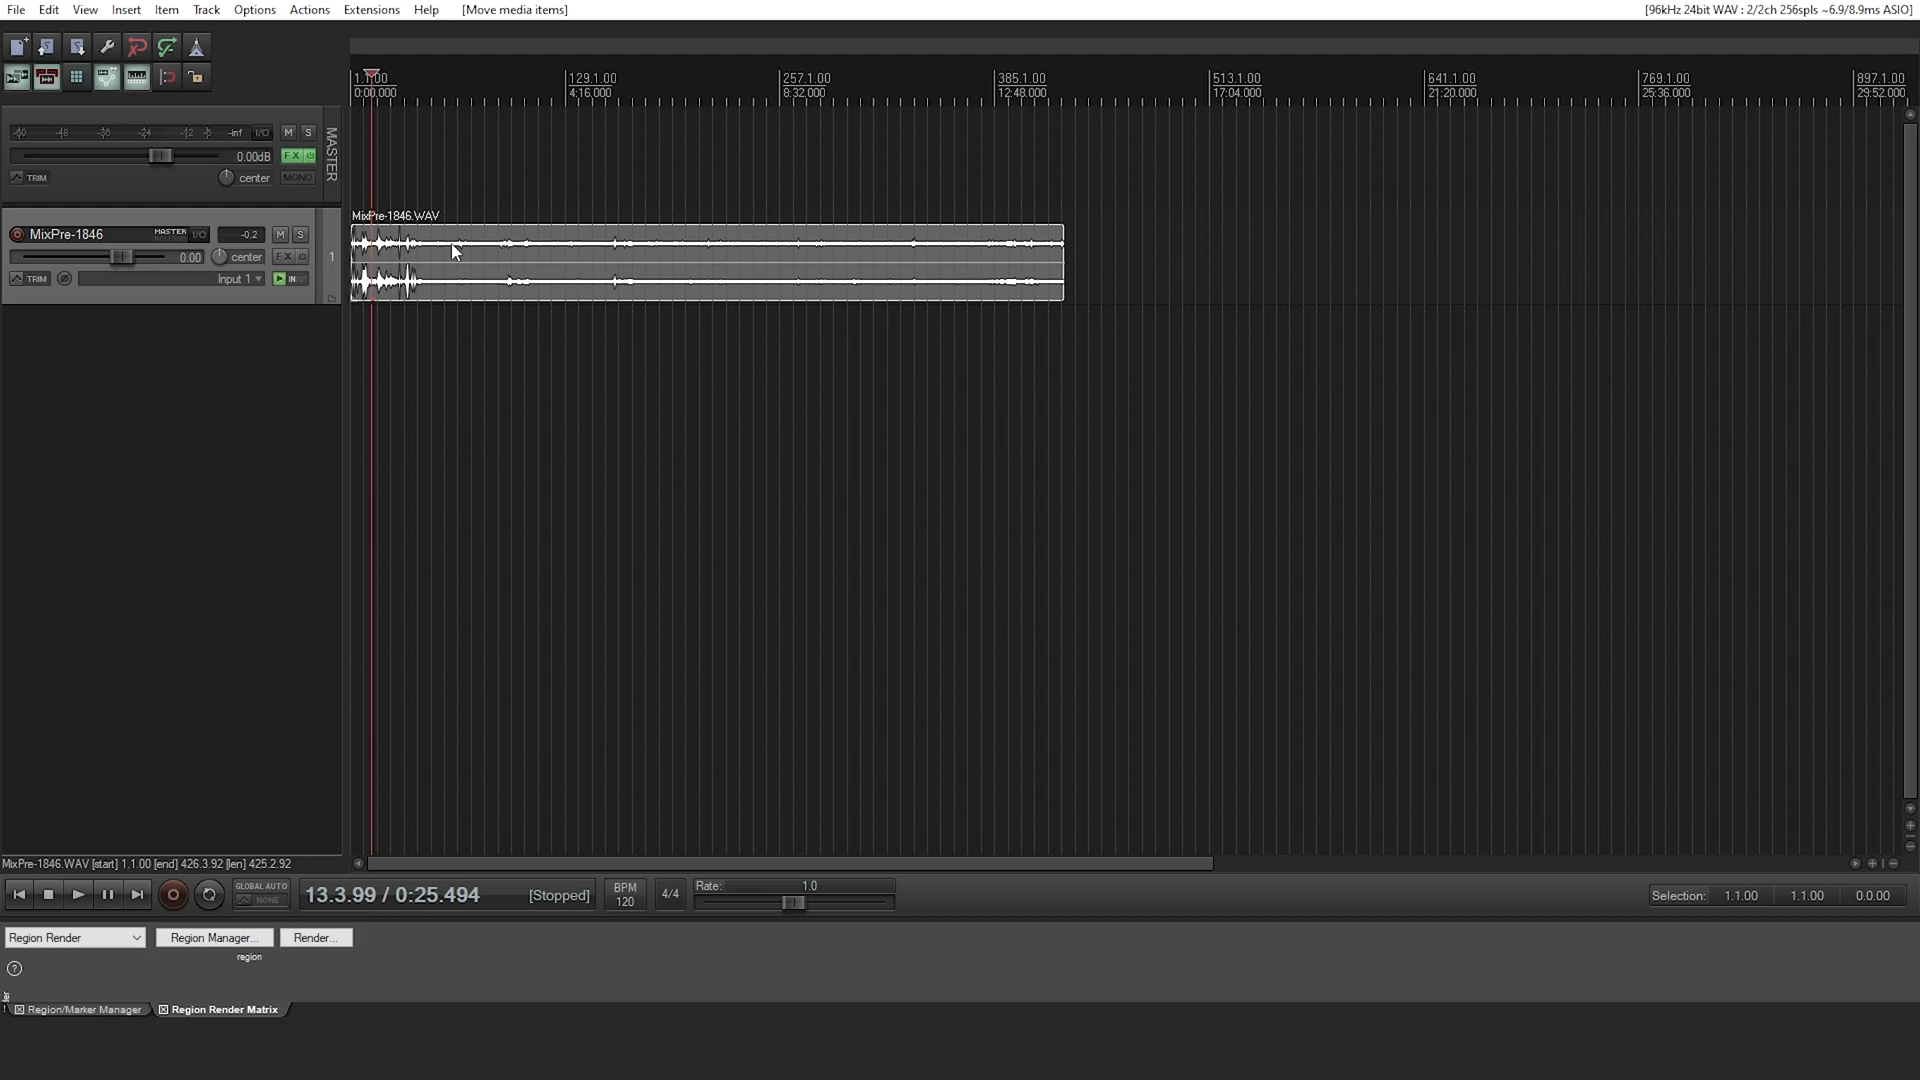 File Edit View Insert Item Track Options Actions Extensions Help [Move media items]
[96kHz 24bit WAV : 2/2ch 256spls ~6.9/8.9ms ASIO]
1.1.00 129.1.00 257.1.00 385.1.00 513.1.00 641.1.00 769.1.00 897.1.00
0:00.000 4:16.000 8:32.000 12:48.000 17:04.000 21:20.000 25:36.000 29:52.000
-48 -36 -24 -12 -6 -inf I/O M S
0.00dB FX
TRIM center MONO
MASTER
MixPre-1846.WAV
MixPre-1846 MASTER I/O -0.2 M S
0.00 center FX
TRIM Input 1 IN
1
MixPre-1846.WAV [start] 1.1.00 [end] 426.3.92 [len] 425.2.92
GLOBAL AUTO
NONE
13.3.99 / 0:25.494 [Stopped]
BPM
120
4/4
Rate: 1.0
Selection: 1.1.00 1.1.00 0.0.00
Region Render Region Manager... Render...
region
?
Region/Marker Manager Region Render Matrix